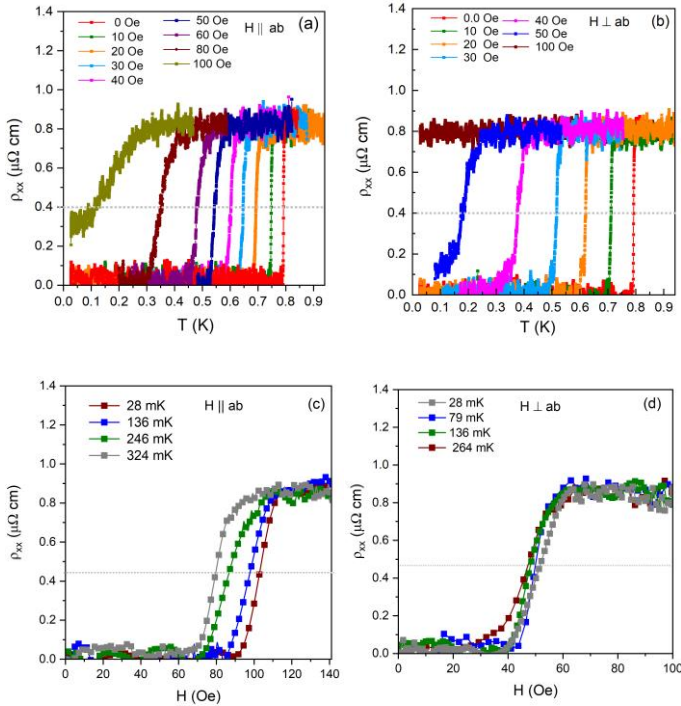 0 Oe
10 Oe
20 Oe
30 Oe
40 Oe
50 Oe
60 Oe
80 Oe
100 Oe
H || ab
(a)
1.4
1.2
1.0
0.8
0.6
0.4
0.2
0.0
ρxx (μΩ cm)
0.0 0.1 0.2 0.3 0.4 0.5 0.6 0.7 0.8 0.9
T (K)
(b)
H ⊥ ab
0.0 Oe
10 Oe
20 Oe
30 Oe
40 Oe
50 Oe
100 Oe
1.4
1.2
1.0
0.8
0.6
0.4
0.2
0.0
ρxx (μΩ cm)
0.0 0.1 0.2 0.3 0.4 0.5 0.6 0.7 0.8 0.9
T (K)
H || ab
(c)
28 mK
136 mK
246 mK
324 mK
1.4
1.2
1.0
0.8
0.6
0.4
0.2
0.0
ρxx (μΩ cm)
0 20 40 60 80 100 120 140
H (Oe)
28 mK
79 mK
136 mK
264 mK
H ⊥ ab
(d)
1.4
1.2
1.0
0.8
0.6
0.4
0.2
0.0
ρxx (μΩ cm)
0 20 40 60 80 100
H (Oe)